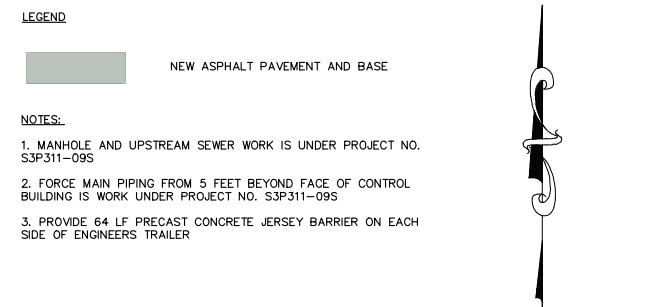 LEGEND
NEW ASPHALT PAVEMENT AND BASE
NOTES:
1. MANHOLE AND UPSTREAM SEWER WORK IS UNDER PROJECT NO.
S3P311-09S
2. FORCE MAIN PIPING FROM 5 FEET BEYOND FACE OF CONTROL
BUILDING IS WORK UNDER PROJECT NO. S3P311-09S
3. PROVIDE 64 LF PRECAST CONCRETE JERSEY BARRIER ON EACH
SIDE OF ENGINEERS TRAILER